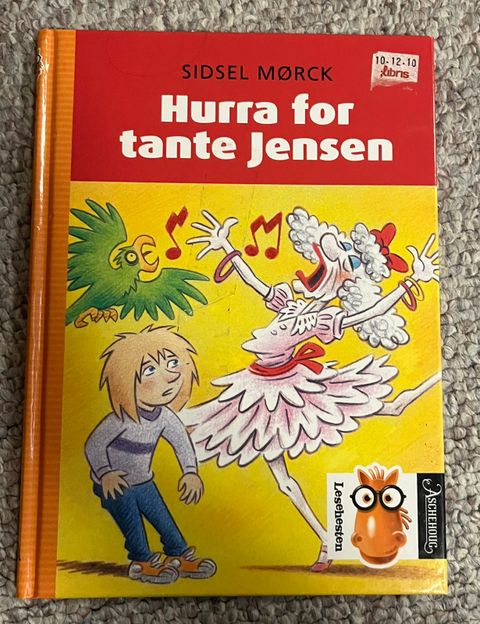 10-12-10
libris
SIDSEL MØRCK
Hurra for
tante Jensen
Lesehesten
ASCHEHOUG